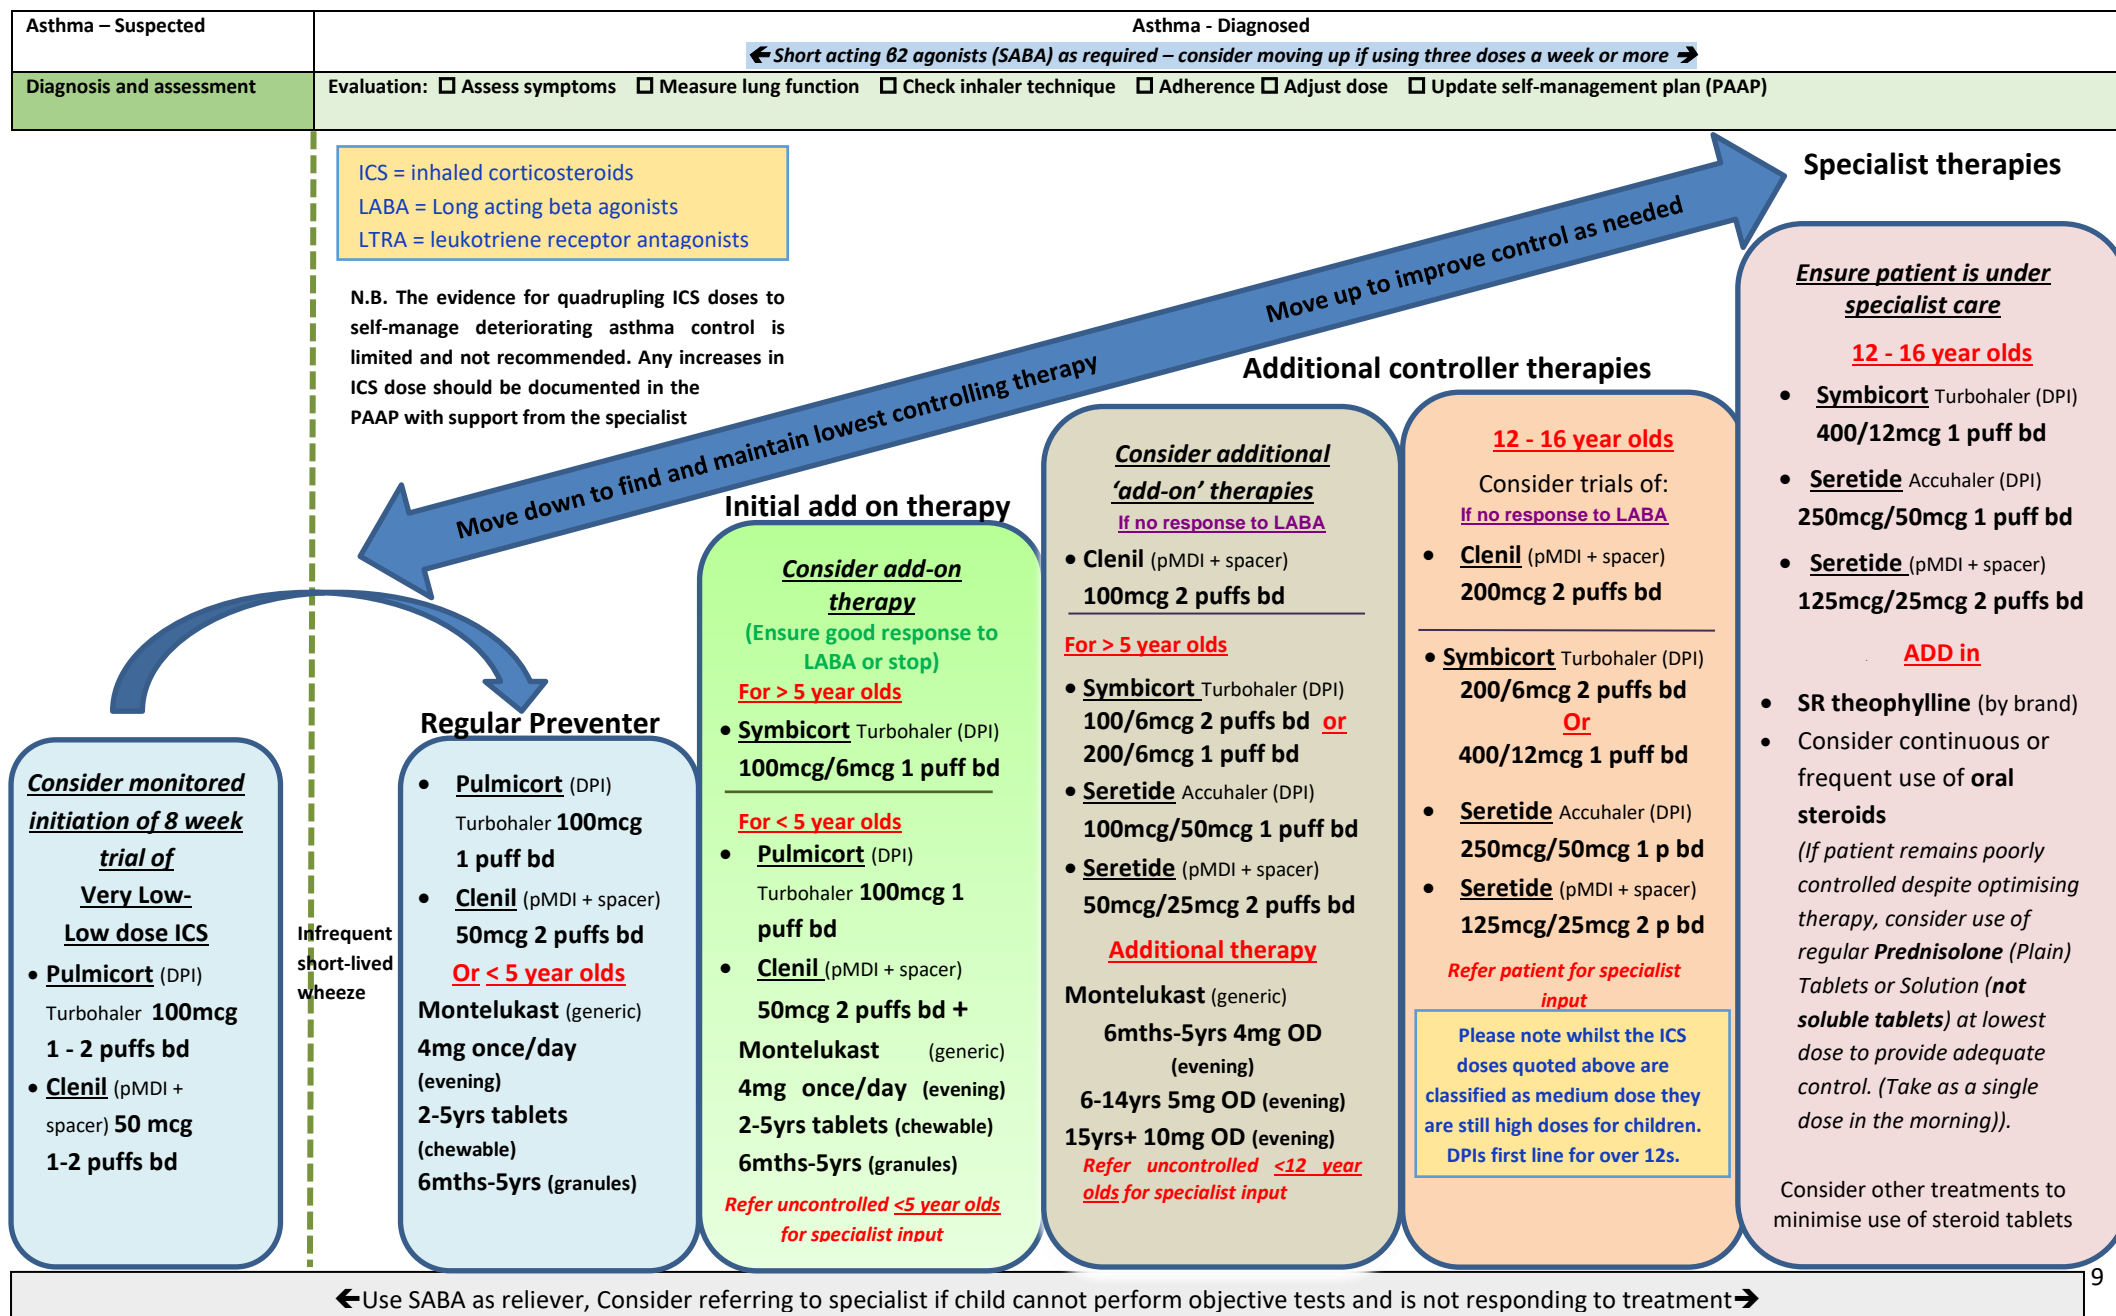 Asthma – Suspected
Asthma - Diagnosed
🡸 Short acting β2 agonists (SABA) as required – consider moving up if using three doses a week or more 🡺
Diagnosis and assessment
Evaluation: ☐ Assess symptoms ☐ Measure lung function ☐ Check inhaler technique ☐ Adherence ☐ Adjust dose ☐ Update self-management plan (PAAP)
ICS = inhaled corticosteroids
LABA = Long acting beta agonists
LTRA = leukotriene receptor antagonists
N.B. The evidence for quadrupling ICS doses to
self-manage deteriorating asthma control is
limited and not recommended. Any increases in
ICS dose should be documented in the
PAAP with support from the specialist
Move down to find and maintain lowest controlling therapy
Move up to improve control as needed
Consider monitored
initiation of 8 week
trial of
Very Low-
Low dose ICS
• Pulmicort (DPI)
Turbohaler 100mcg
1 - 2 puffs bd
• Clenil (pMDI +
spacer) 50 mcg
1-2 puffs bd
Infrequent
short-lived
wheeze
Regular Preventer
• Pulmicort (DPI)
Turbohaler 100mcg
1 puff bd
• Clenil (pMDI + spacer)
50mcg 2 puffs bd
Or < 5 year olds
Montelukast (generic)
4mg once/day
(evening)
2-5yrs tablets
(chewable)
6mths-5yrs (granules)
Initial add on therapy
Consider add-on
therapy
(Ensure good response to
LABA or stop)
For > 5 year olds
• Symbicort Turbohaler (DPI)
100mcg/6mcg 1 puff bd
For < 5 year olds
• Pulmicort (DPI)
Turbohaler 100mcg 1
puff bd
• Clenil (pMDI + spacer)
50mcg 2 puffs bd +
Montelukast (generic)
4mg once/day (evening)
2-5yrs tablets (chewable)
6mths-5yrs (granules)
Refer uncontrolled <5 year olds
for specialist input
Additional controller therapies
Consider additional
‘add-on’ therapies
If no response to LABA
• Clenil (pMDI + spacer)
100mcg 2 puffs bd
For > 5 year olds
• Symbicort Turbohaler (DPI)
100/6mcg 2 puffs bd or
200/6mcg 1 puff bd
• Seretide Accuhaler (DPI)
100mcg/50mcg 1 puff bd
• Seretide (pMDI + spacer)
50mcg/25mcg 2 puffs bd
Additional therapy
Montelukast (generic)
6mths-5yrs 4mg OD
(evening)
6-14yrs 5mg OD (evening)
15yrs+ 10mg OD (evening)
Refer uncontrolled <12 year
olds for specialist input
12 - 16 year olds
Consider trials of:
If no response to LABA
• Clenil (pMDI + spacer)
200mcg 2 puffs bd
• Symbicort Turbohaler (DPI)
200/6mcg 2 puffs bd
Or
400/12mcg 1 puff bd
• Seretide Accuhaler (DPI)
250mcg/50mcg 1 p bd
• Seretide (pMDI + spacer)
125mcg/25mcg 2 p bd
Refer patient for specialist
input
Please note whilst the ICS
doses quoted above are
classified as medium dose they
are still high doses for children.
DPIs first line for over 12s.
Specialist therapies
Ensure patient is under
specialist care
12 - 16 year olds
• Symbicort Turbohaler (DPI)
400/12mcg 1 puff bd
• Seretide Accuhaler (DPI)
250mcg/50mcg 1 puff bd
• Seretide (pMDI + spacer)
125mcg/25mcg 2 puffs bd
ADD in
• SR theophylline (by brand)
• Consider continuous or
frequent use of oral
steroids
(If patient remains poorly
controlled despite optimising
therapy, consider use of
regular Prednisolone (Plain)
Tablets or Solution (not
soluble tablets) at lowest
dose to provide adequate
control. (Take as a single
dose in the morning)).
Consider other treatments to
minimise use of steroid tablets
🡸Use SABA as reliever, Consider referring to specialist if child cannot perform objective tests and is not responding to treatment🡺
9